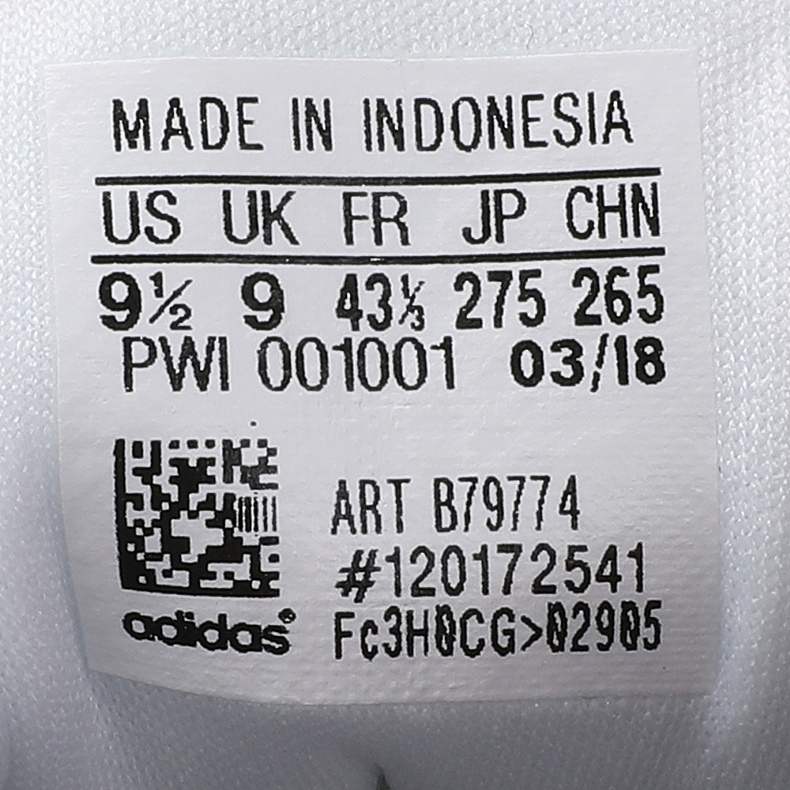 MADE IN INDONESIA
US UK FR JP CHN
9½ 9 43⅓ 275 265
PWI 001001 03/18
ART B79774
#120172541
adidas®
Fc3H0CG>02905